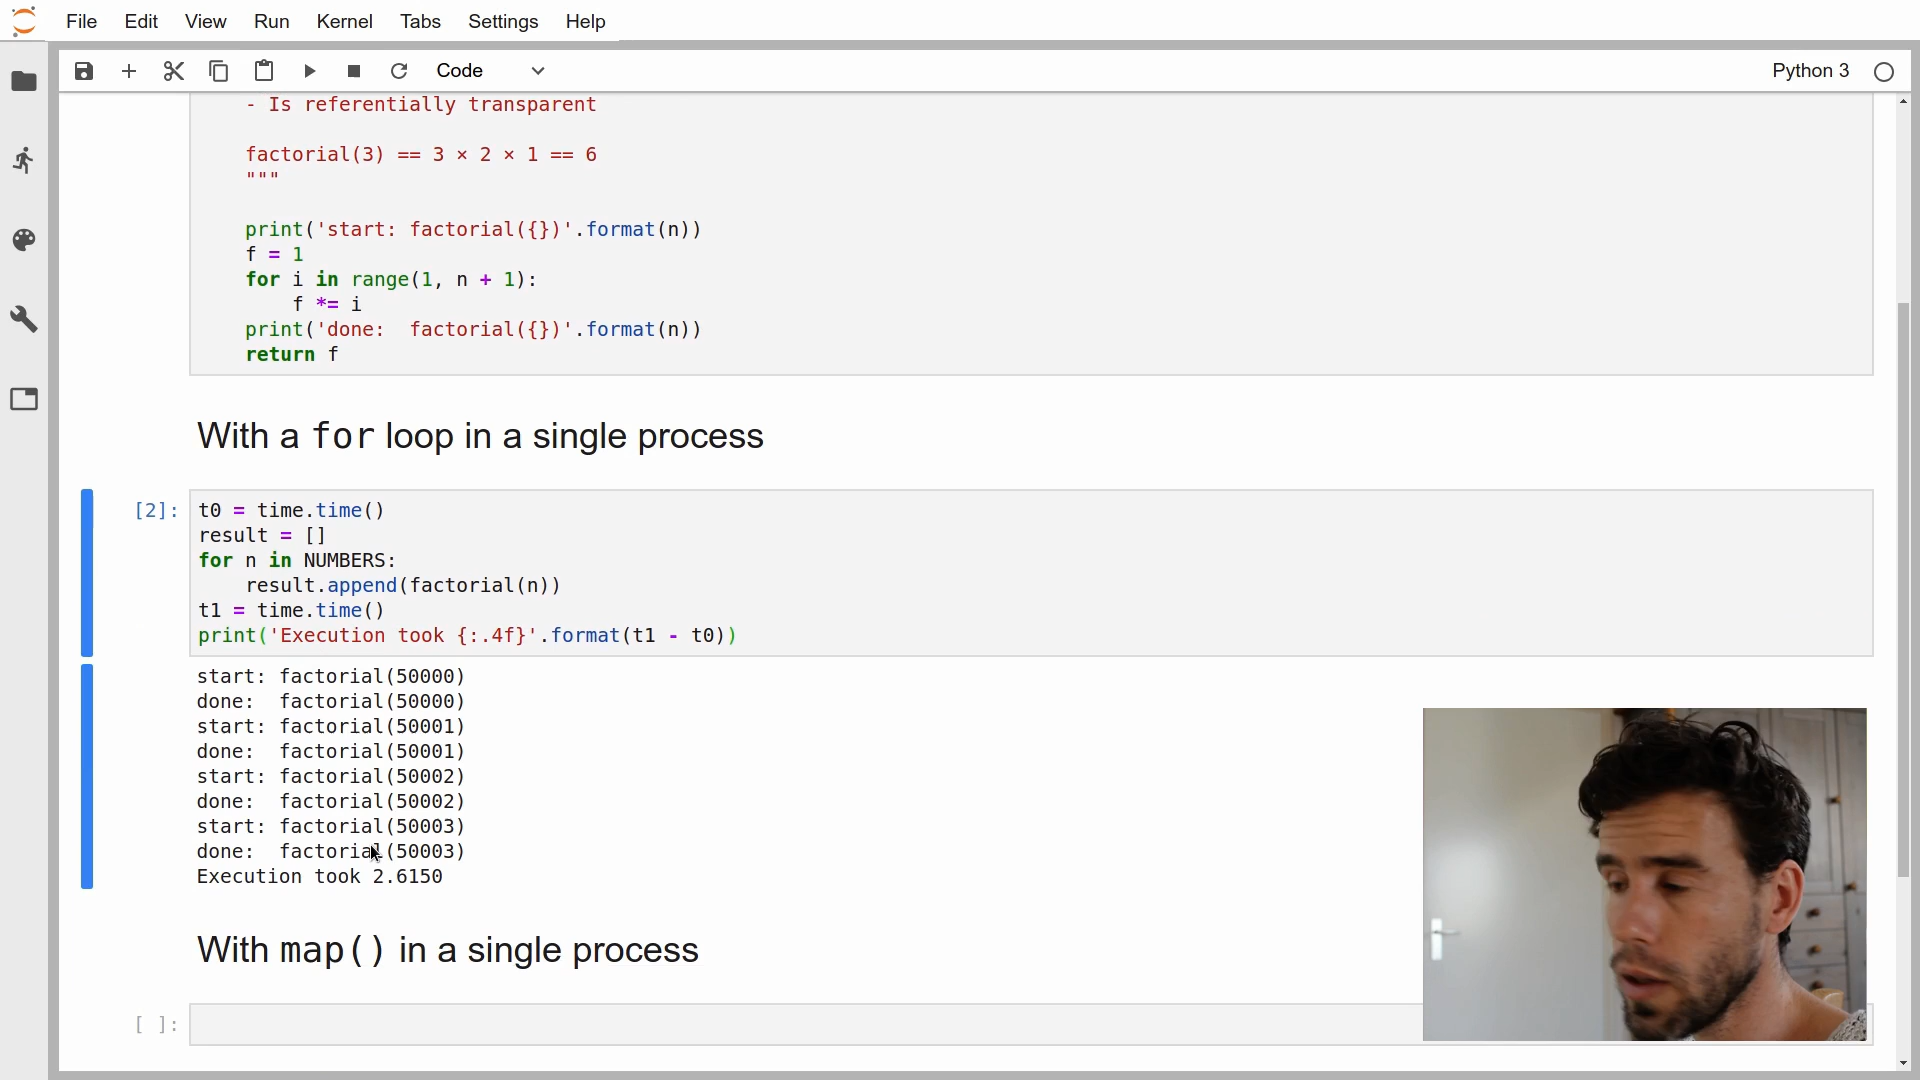 File Edit View Run Kernel Tabs Settings Help
Code
Python 3
- Is referentially transparent
factorial(3) == 3 × 2 × 1 == 6
"""
print('start: factorial({})'.format(n))
f = 1
for i in range(1, n + 1):
f *= i
print('done:  factorial({})'.format(n))
return f
With a for loop in a single process
[2]:
t0 = time.time()
result = []
for n in NUMBERS:
result.append(factorial(n))
t1 = time.time()
print('Execution took {:.4f}'.format(t1 - t0))
start: factorial(50000)
done:  factorial(50000)
start: factorial(50001)
done:  factorial(50001)
start: factorial(50002)
done:  factorial(50002)
start: factorial(50003)
done:  factorial(50003)
Execution took 2.6150
With map() in a single process
[ ]: